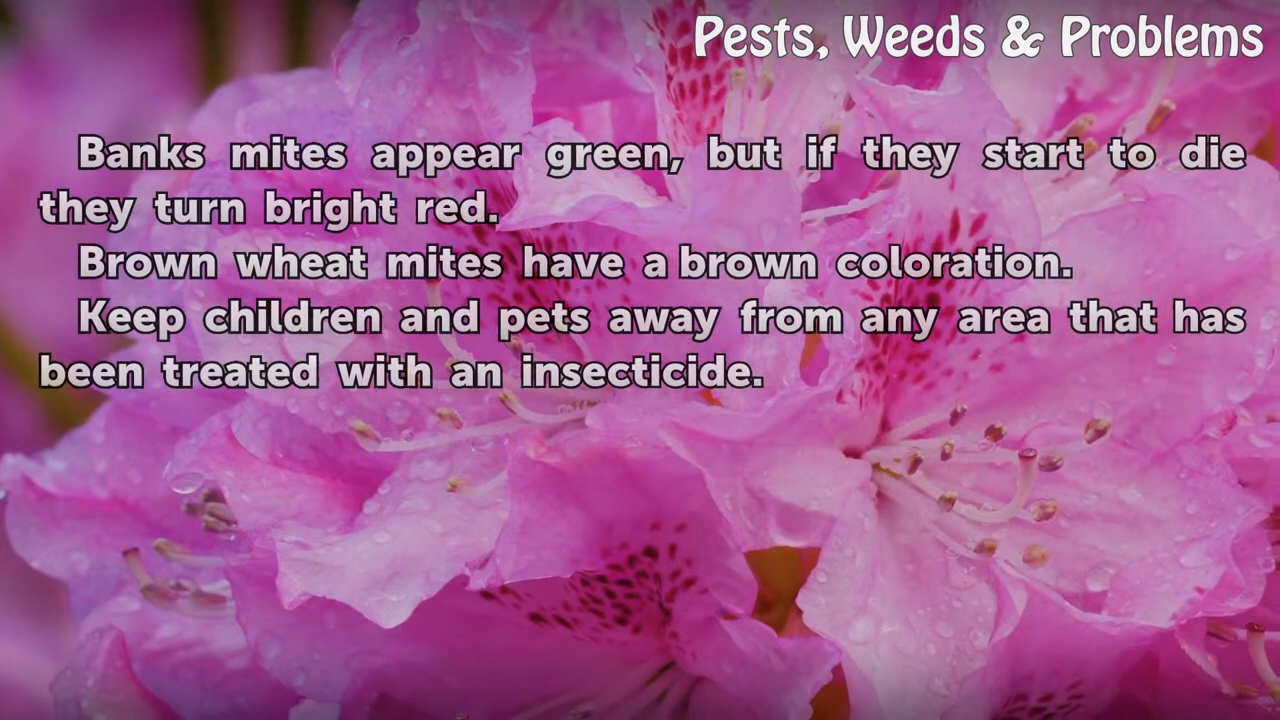 Pests, Weeds & Problems
Banks mites appear green, but if they start to die
they turn bright red.
Brown wheat mites have a brown coloration.
Keep children and pets away from any area that has
been treated with an insecticide.